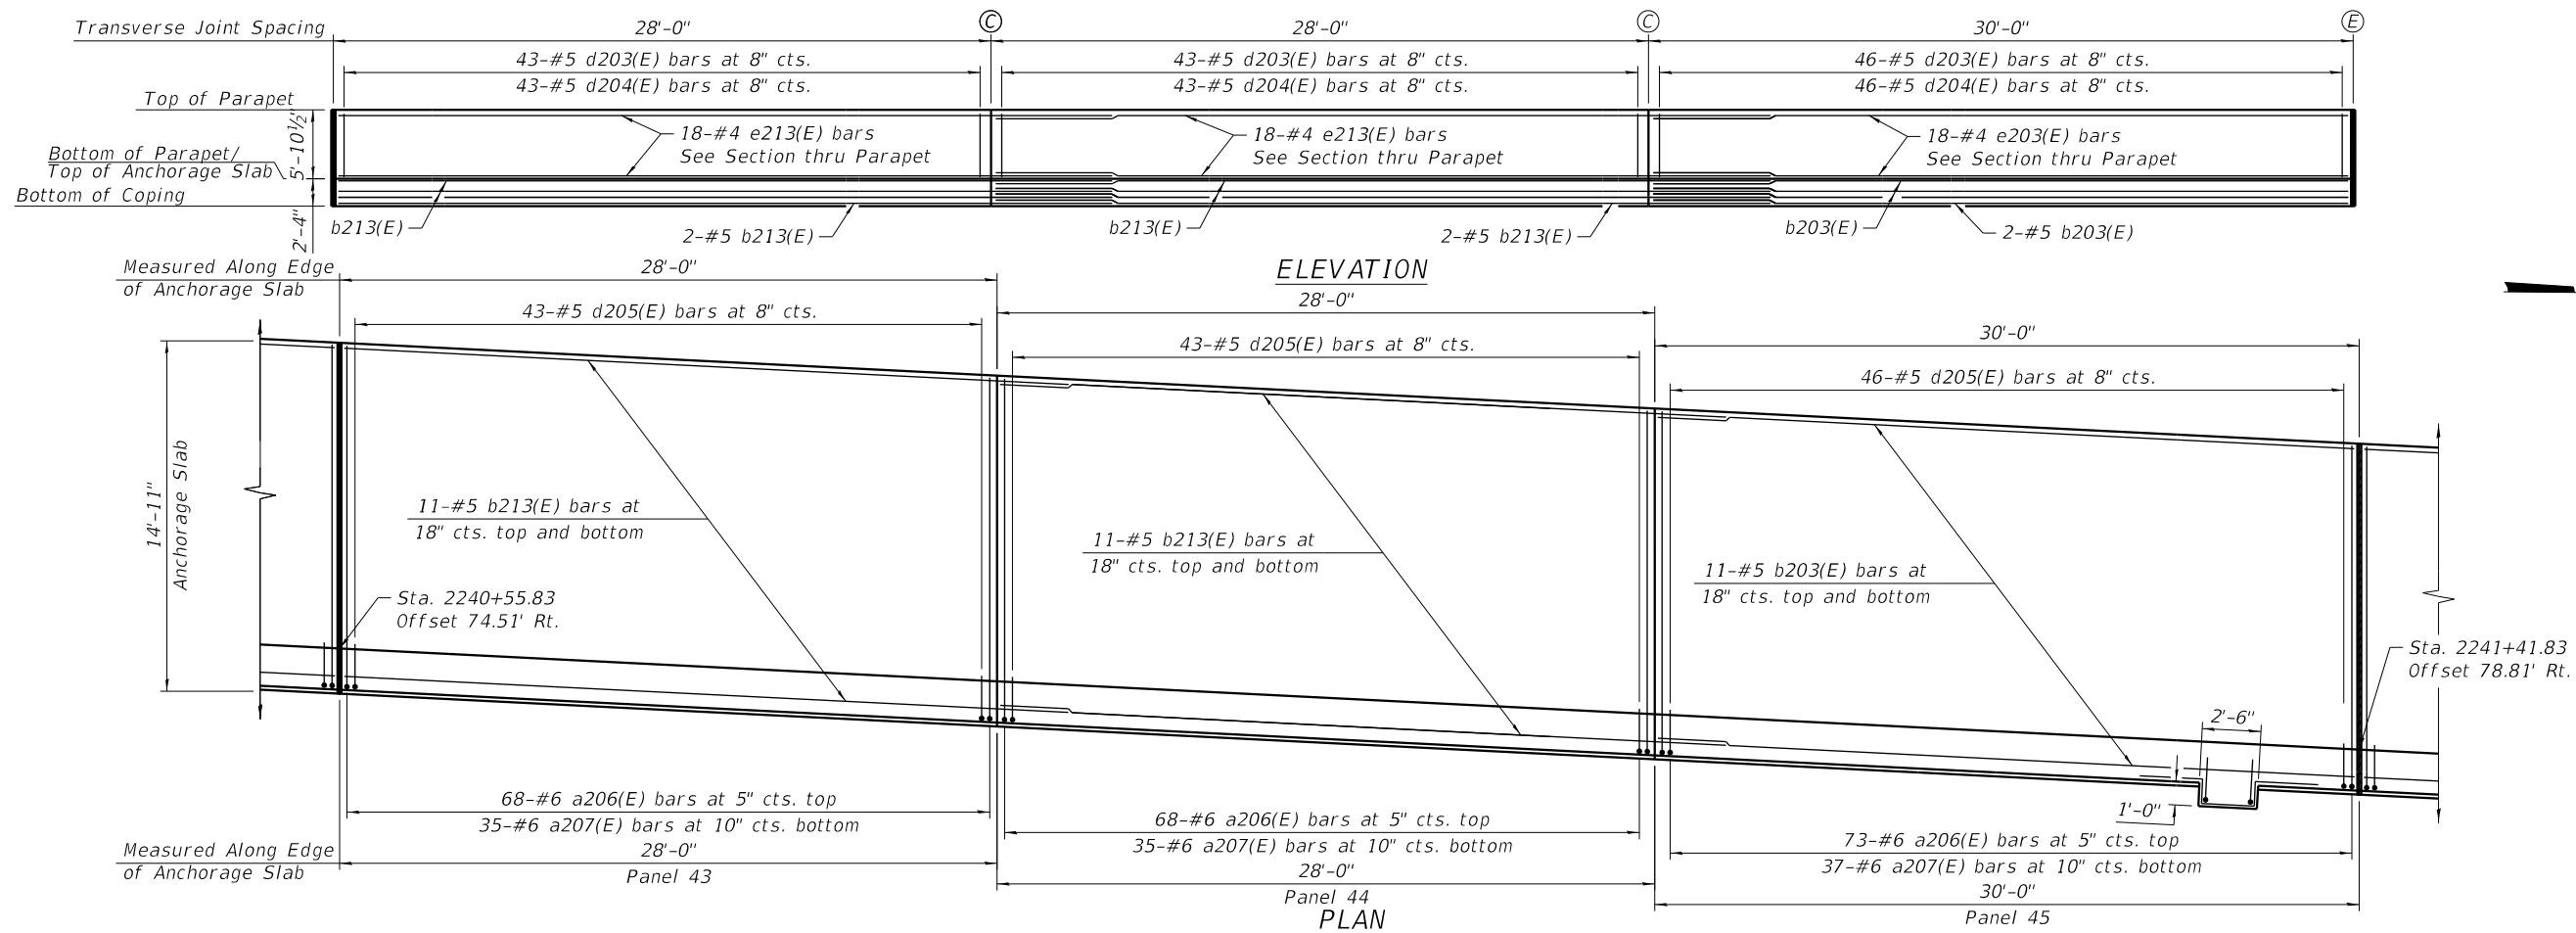 Transverse Joint Spacing
28'-0"
C
28'-0"
C
30'-0"
E
43-#5 d203(E) bars at 8" cts.
43-#5 d204(E) bars at 8" cts.
43-#5 d203(E) bars at 8" cts.
43-#5 d204(E) bars at 8" cts.
46-#5 d203(E) bars at 8" cts.
46-#5 d204(E) bars at 8" cts.
Top of Parapet
5'-10½"
18-#4 e213(E) bars
See Section thru Parapet
18-#4 e213(E) bars
See Section thru Parapet
18-#4 e203(E) bars
See Section thru Parapet
Bottom of Parapet/
Top of Anchorage Slab
Bottom of Coping
2'-4"
b213(E)
2-#5 b213(E)
b213(E)
2-#5 b213(E)
b203(E)
2-#5 b203(E)
ELEVATION
Measured Along Edge
of Anchorage Slab
28'-0"
28'-0"
30'-0"
43-#5 d205(E) bars at 8" cts.
43-#5 d205(E) bars at 8" cts.
46-#5 d205(E) bars at 8" cts.
14'-11"
Anchorage Slab
11-#5 b213(E) bars at
18" cts. top and bottom
11-#5 b213(E) bars at
18" cts. top and bottom
11-#5 b203(E) bars at
18" cts. top and bottom
Sta. 2240+55.83
Offset 74.51' Rt.
Sta. 2241+41.83
Offset 78.81' Rt.
2'-6"
1'-0"
68-#6 a206(E) bars at 5" cts. top
35-#6 a207(E) bars at 10" cts. bottom
68-#6 a206(E) bars at 5" cts. top
35-#6 a207(E) bars at 10" cts. bottom
73-#6 a206(E) bars at 5" cts. top
37-#6 a207(E) bars at 10" cts. bottom
Measured Along Edge
of Anchorage Slab
28'-0"
Panel 43
28'-0"
Panel 44
30'-0"
Panel 45
PLAN